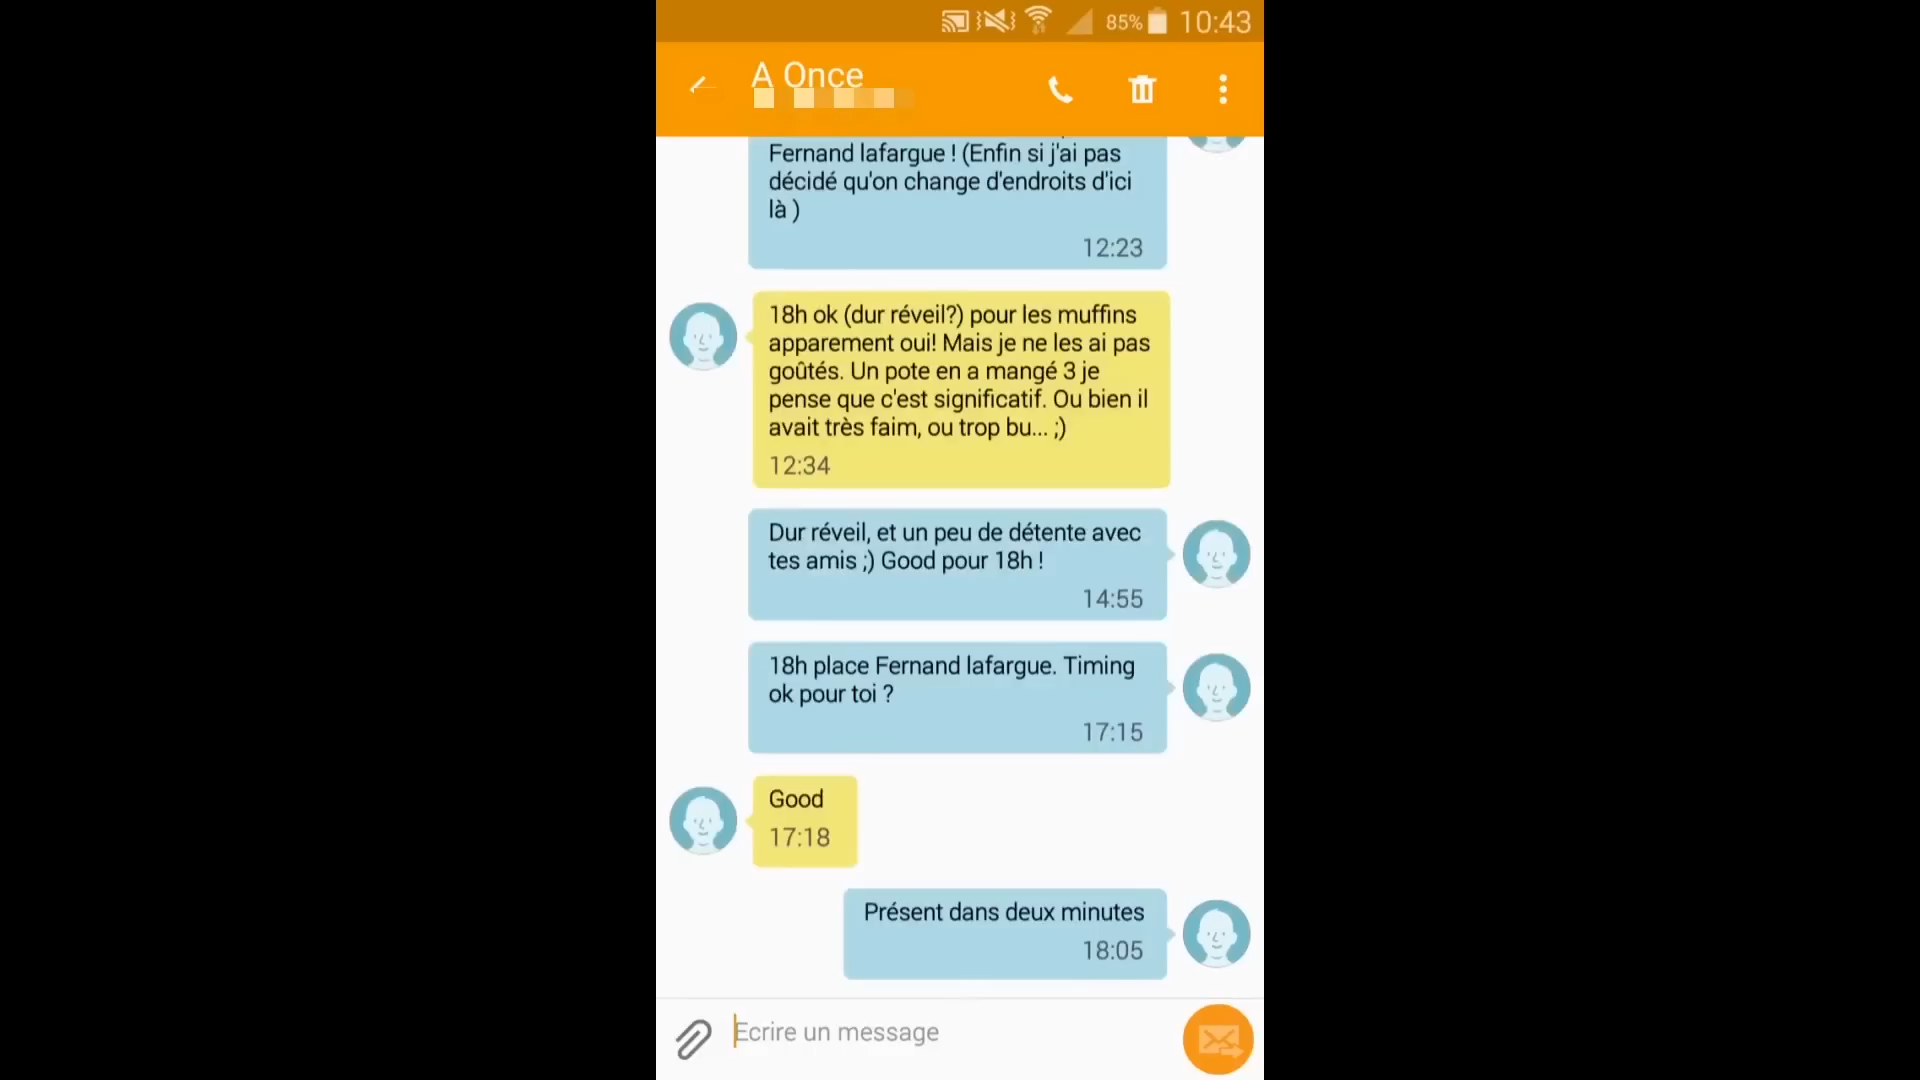 85% 10:43
A Once
Fernand lafargue ! (Enfin si j'ai pas
décidé qu'on change d'endroits d'ici
là )
12:23
18h ok (dur réveil?) pour les muffins
apparement oui! Mais je ne les ai pas
goûtés. Un pote en a mangé 3 je
pense que c'est significatif. Ou bien il
avait très faim, ou trop bu... ;)
12:34
Dur réveil, et un peu de détente avec
tes amis ;) Good pour 18h !
14:55
18h place Fernand lafargue. Timing
ok pour toi ?
17:15
Good
17:18
Présent dans deux minutes
18:05
Ecrire un message